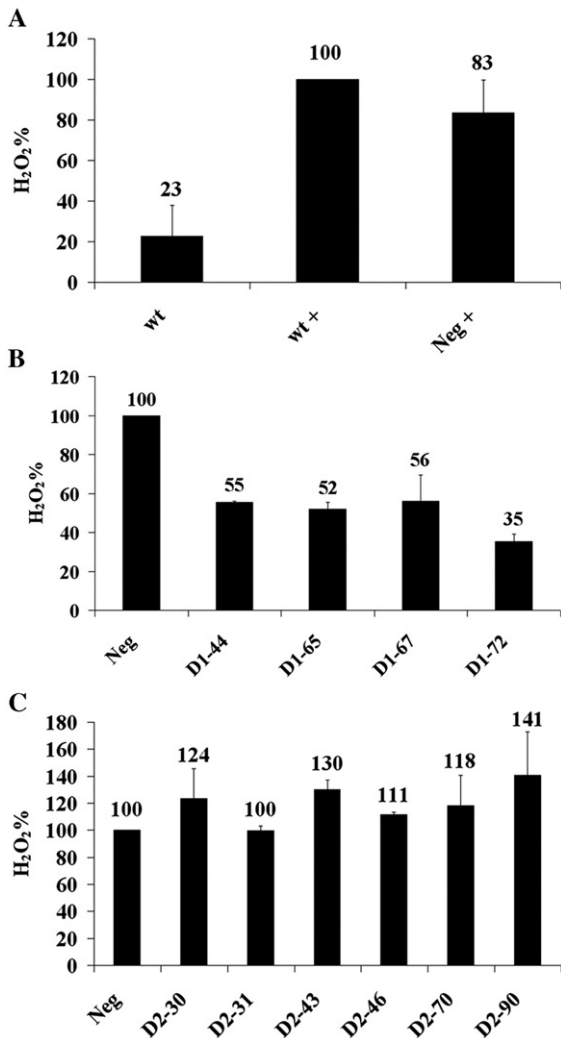 A
H₂O₂%
120
100
80
60
40
20
0
23
100
83
wt
wt +
Neg +
B
H₂O₂%
120
100
80
60
40
20
0
100
55
52
56
35
Neg
D1-44
D1-65
D1-67
D1-72
C
H₂O₂%
180
160
140
120
100
80
60
40
20
0
100
124
100
130
111
118
141
Neg
D2-30
D2-31
D2-43
D2-46
D2-70
D2-90